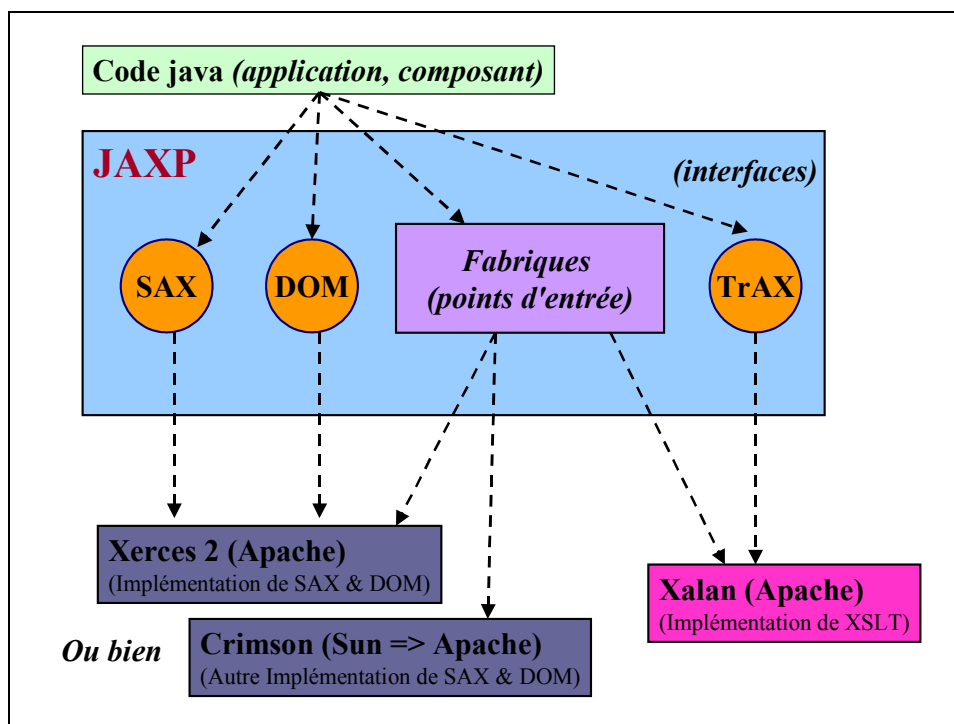 Code java (application, composant)
JAXP
(interfaces)
SAX
DOM
Fabriques
(points d'entrée)
TrAX
Xerces 2 (Apache)
(Implémentation de SAX & DOM)
Xalan (Apache)
(Implémentation de XSLT)
Ou bien
Crimson (Sun => Apache)
(Autre Implémentation de SAX & DOM)